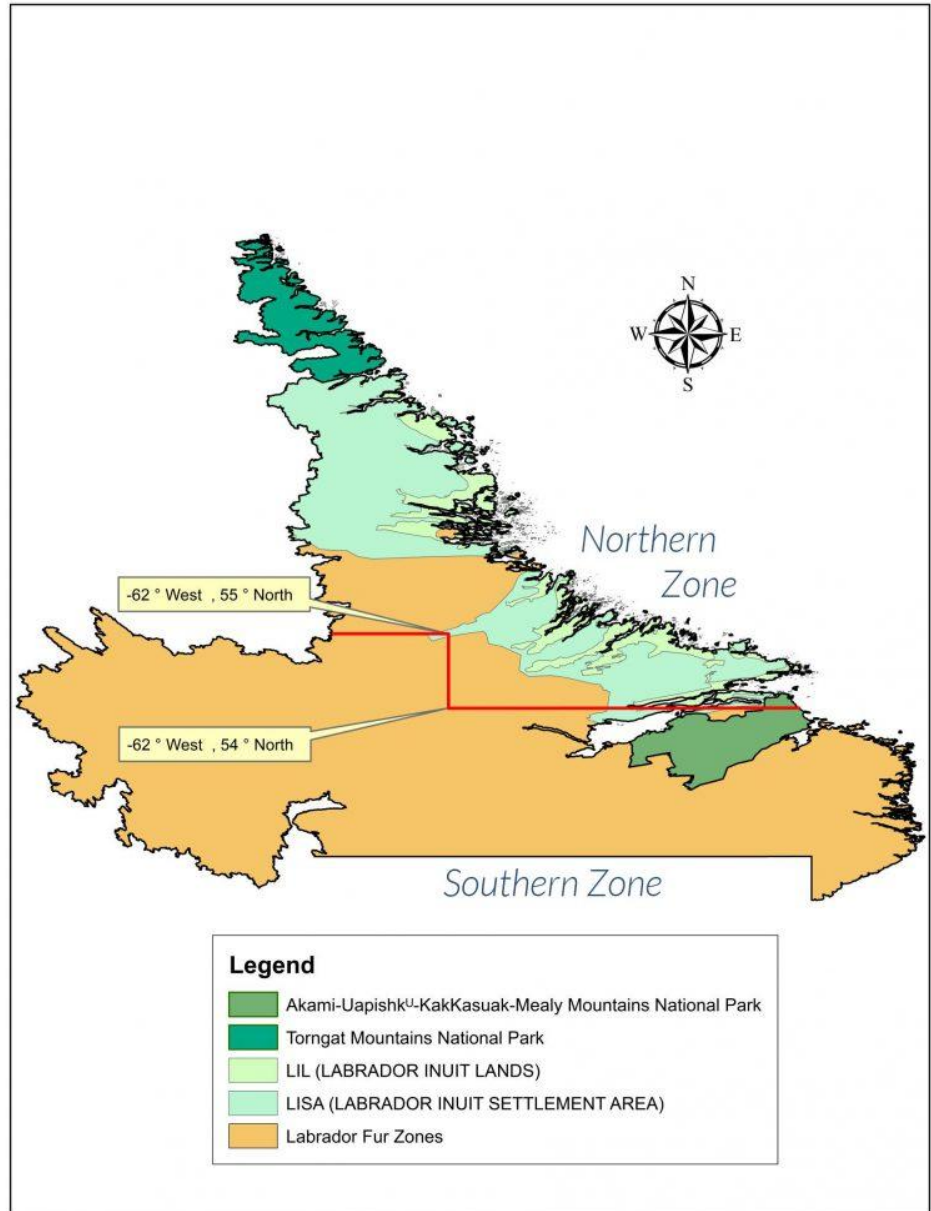 N
W E
S
Northern
Zone
-62 ° West , 55 ° North
-62 ° West , 54 ° North
Southern Zone
Legend
Akami-Uapishkᵁ-KakKasuak-Mealy Mountains National Park
Torngat Mountains National Park
LIL (LABRADOR INUIT LANDS)
LISA (LABRADOR INUIT SETTLEMENT AREA)
Labrador Fur Zones